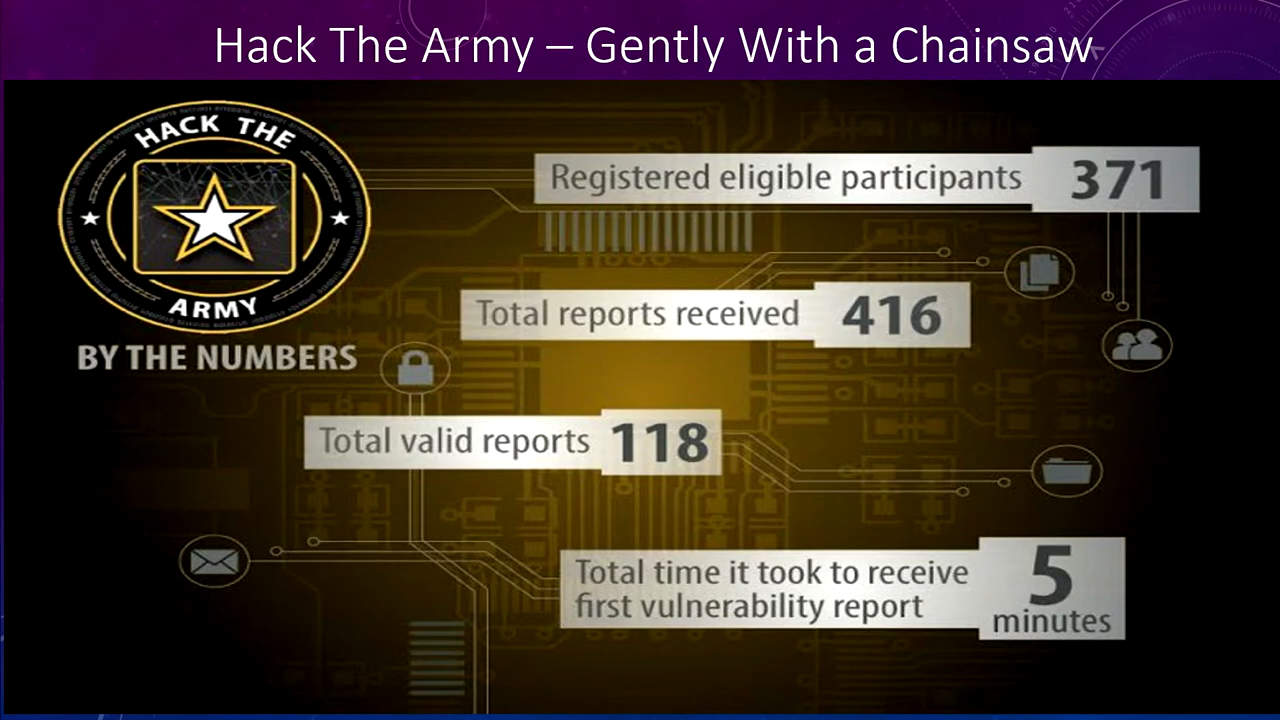 Hack The Army – Gently With a Chainsaw
HACK THE
ARMY
BY THE NUMBERS
Registered eligible participants 371
Total reports received 416
Total valid reports 118
Total time it took to receive
first vulnerability report
5
minutes